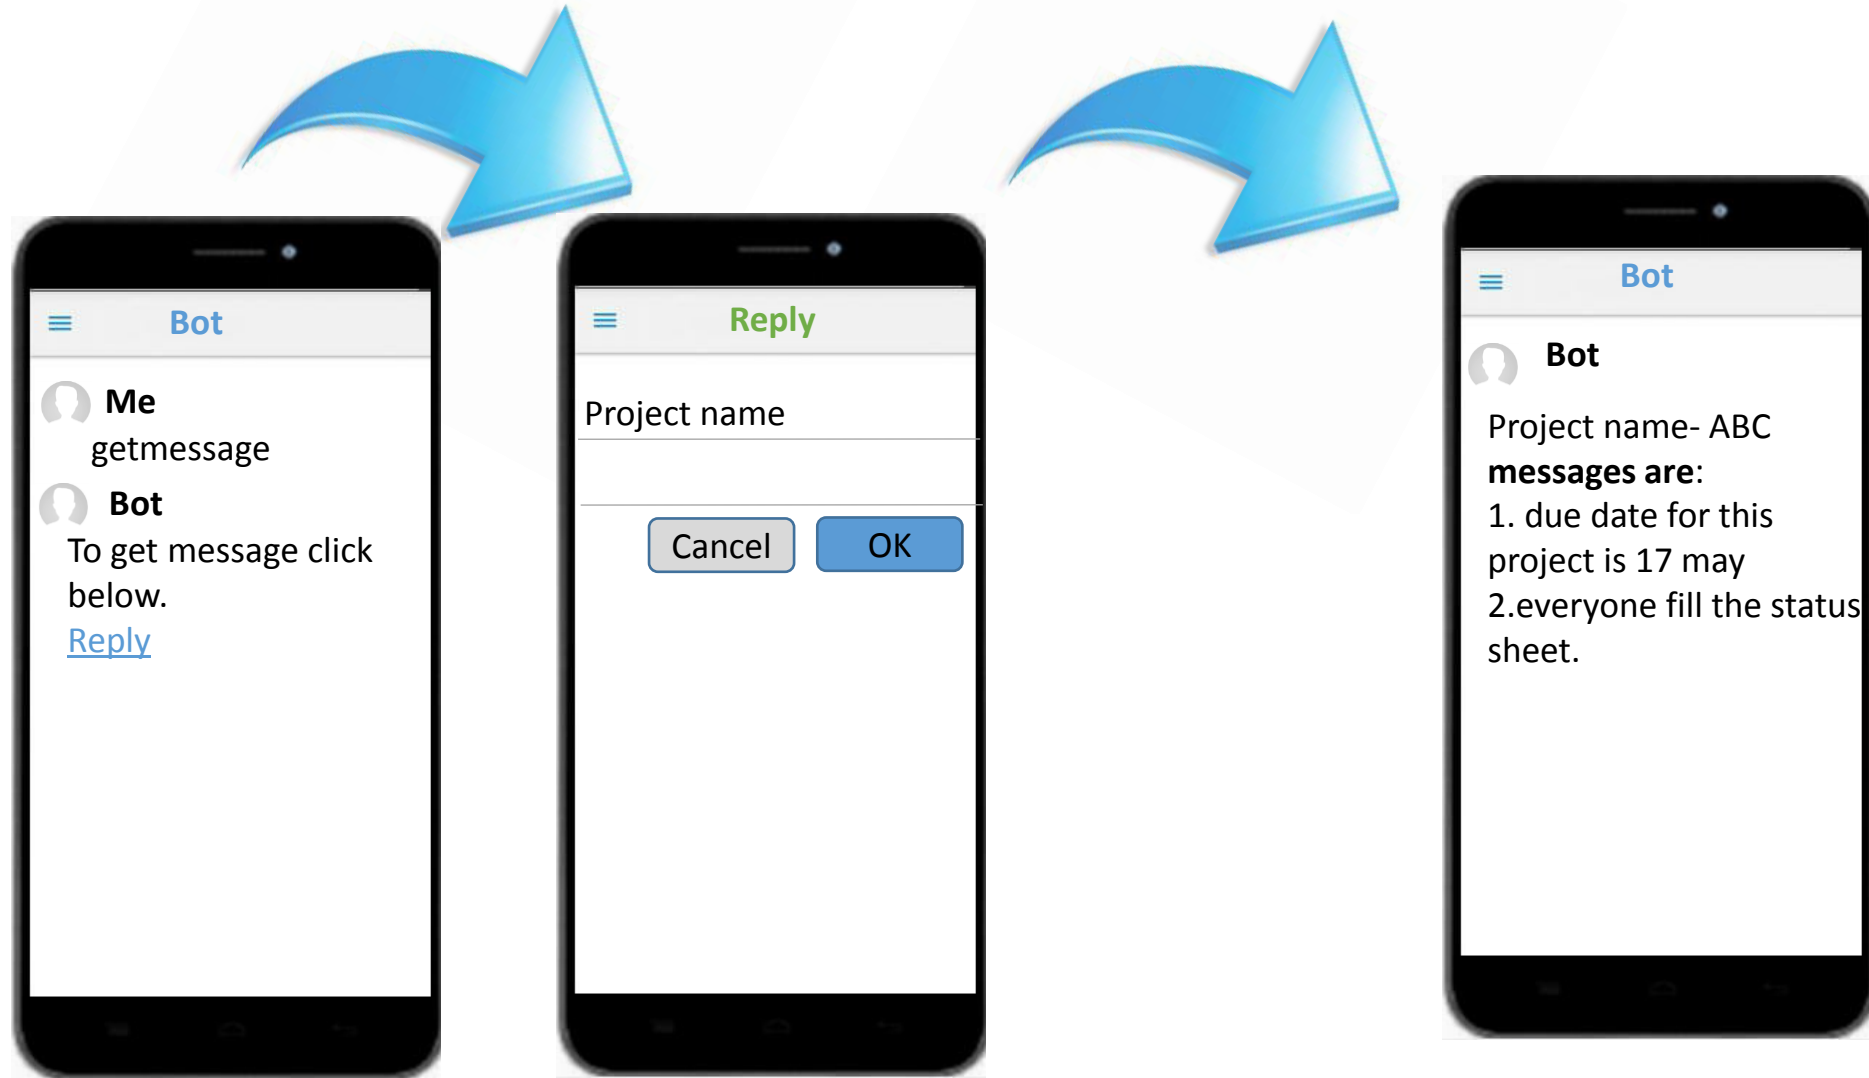 Bot
Me
getmessage
Bot
To get message click
below.
Reply
Reply
Project name
Cancel
OK
Bot
Bot
Project name- ABC
messages are:
1. due date for this
project is 17 may
2.everyone fill the status
sheet.